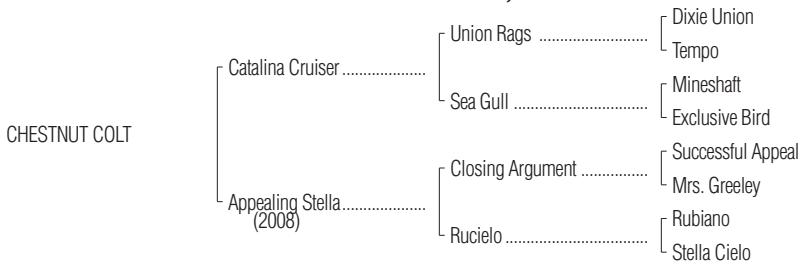 Dixie Union
Union Rags ....................
Tempo
Catalina Cruiser ....................
Mineshaft
Sea Gull ....................
Exclusive Bird
CHESTNUT COLT
Successful Appeal
Closing Argument ................
Mrs. Greeley
Appealing Stella ....................
(2008)
Rubiano
Rucielo ....................
Stella Cielo